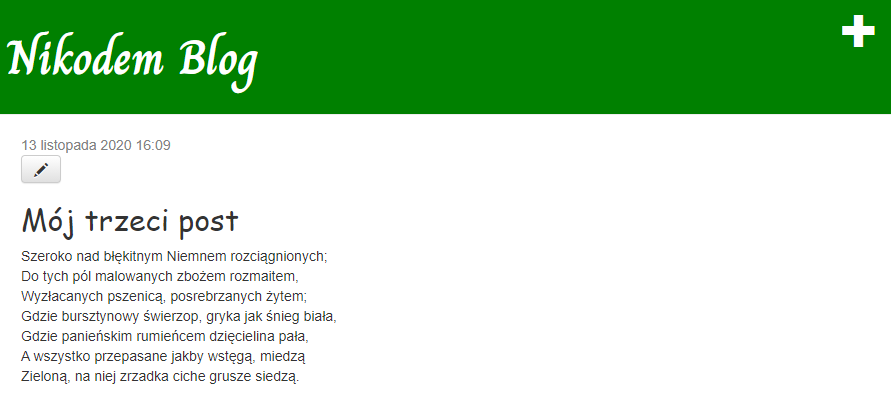 Nikodem Blog
13 listopada 2020 16:09
Mój trzeci post
Szeroko nad błękitnym Niemnem rozciągnionych;
Do tych pól malowanych zbożem rozmaitem,
Wyzłacanych pszenicą, posrebrzanych żytem;
Gdzie bursztynowy świerzop, gryka jak śnieg biała,
Gdzie panieńskim rumieńcem dzięcielina pała,
A wszystko przepasane jakby wstęgą, miedzą
Zieloną, na niej zrzadka ciche grusze siedzą.